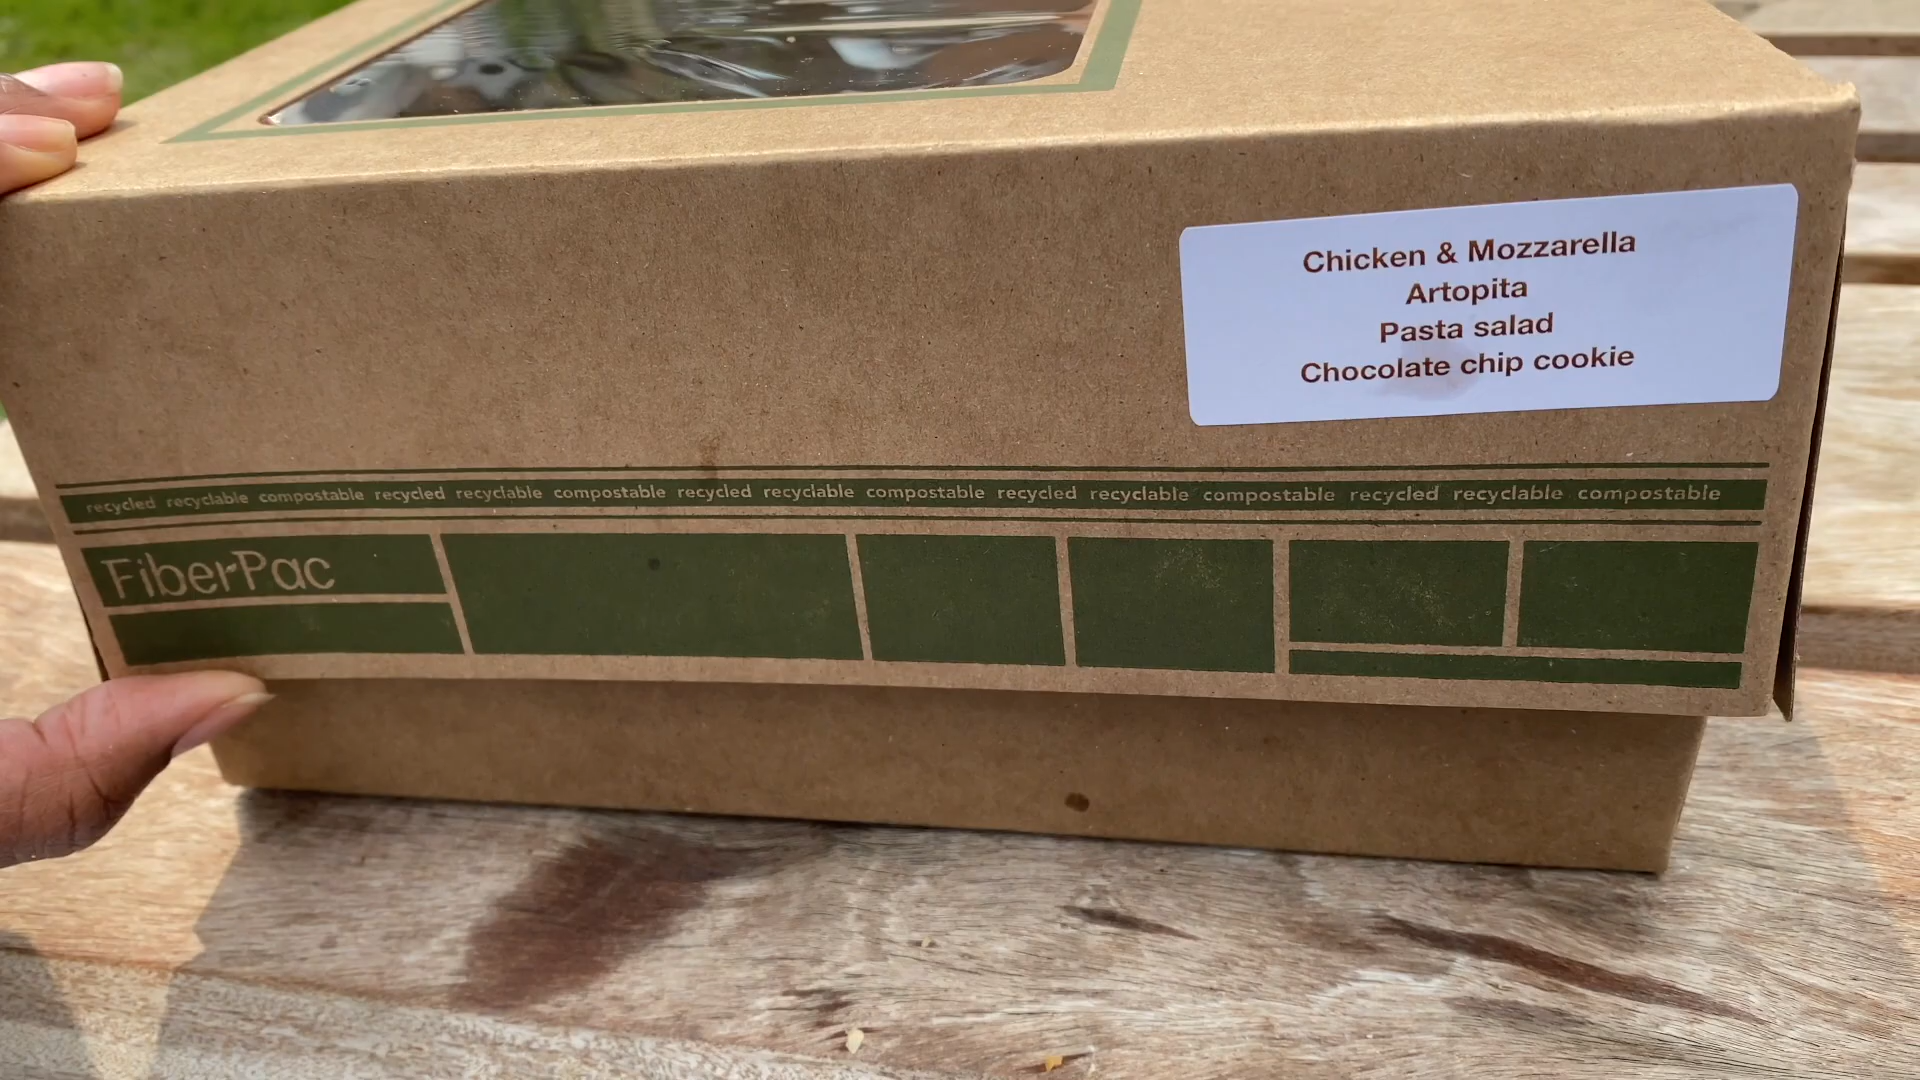 Chicken & Mozzarella
Artopita
Pasta salad
Chocolate chip cookie
recycled recyclable compostable recycled recyclable compostable recycled recyclable compostable recycled recyclable compostable recycled recyclable compostable
FiberPac